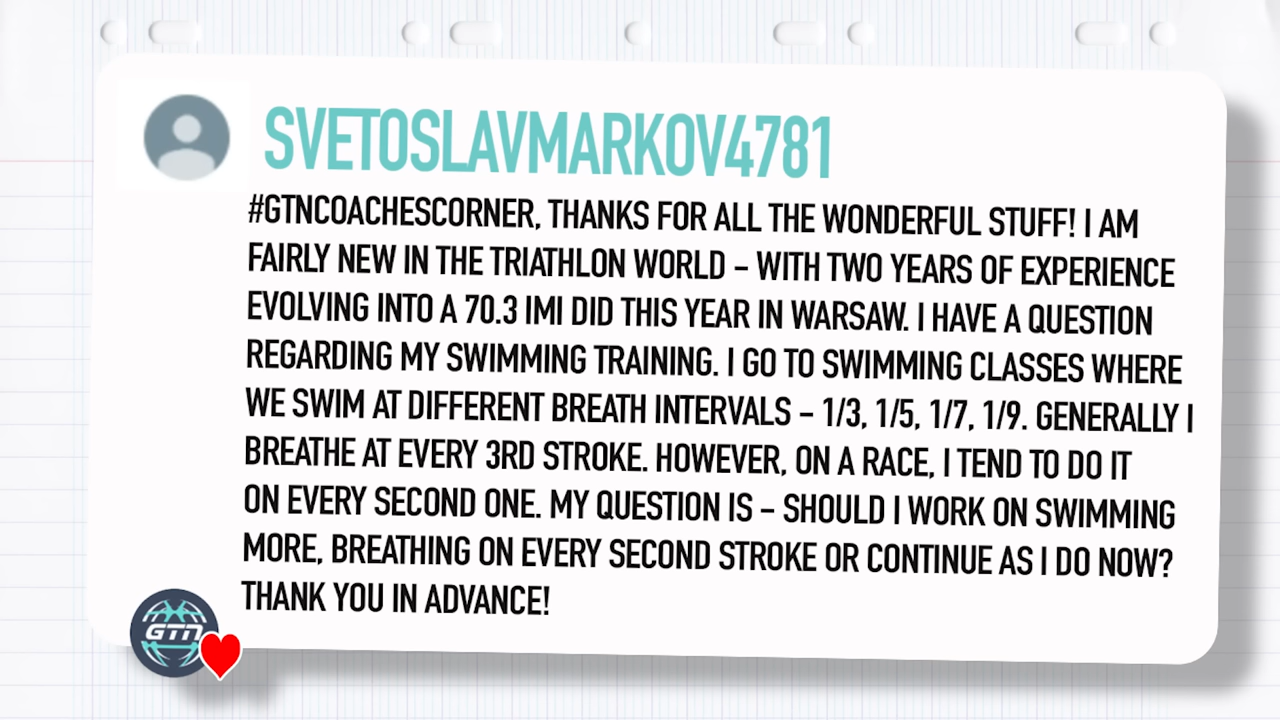 SVETOSLAVMARKOV4781
#GTNCOACHESCORNER, THANKS FOR ALL THE WONDERFUL STUFF! I AM
FAIRLY NEW IN THE TRIATHLON WORLD – WITH TWO YEARS OF EXPERIENCE
EVOLVING INTO A 70.3 IMI DID THIS YEAR IN WARSAW. I HAVE A QUESTION
REGARDING MY SWIMMING TRAINING. I GO TO SWIMMING CLASSES WHERE
WE SWIM AT DIFFERENT BREATH INTERVALS – 1/3, 1/5, 1/7, 1/9. GENERALLY I
BREATHE AT EVERY 3RD STROKE. HOWEVER, ON A RACE, I TEND TO DO IT
ON EVERY SECOND ONE. MY QUESTION IS – SHOULD I WORK ON SWIMMING
MORE, BREATHING ON EVERY SECOND STROKE OR CONTINUE AS I DO NOW?
THANK YOU IN ADVANCE!
GTN